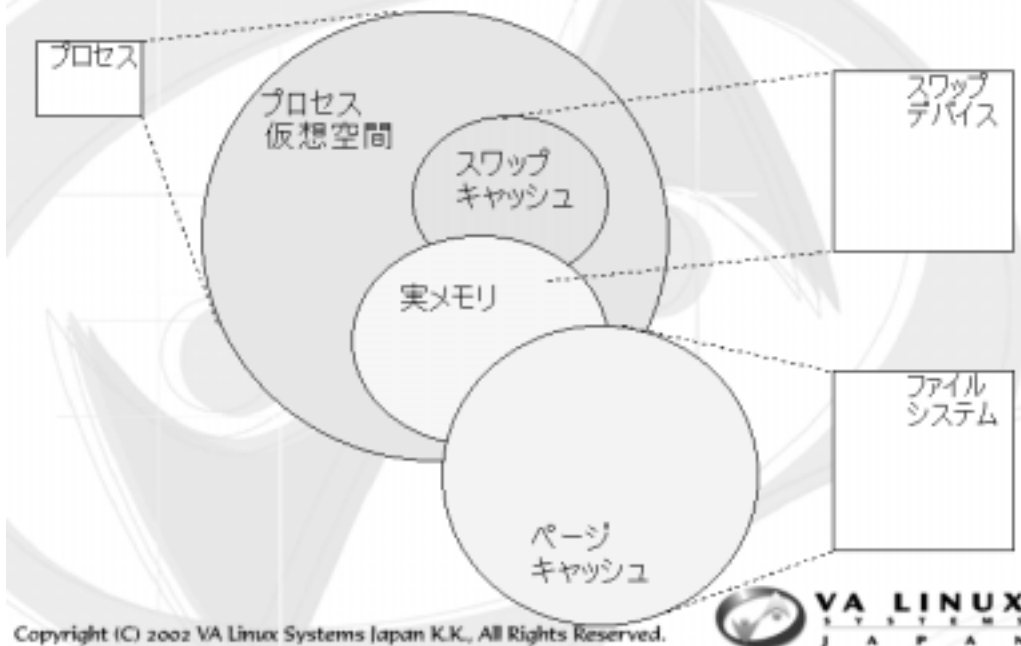 プロセス
プロセス
仮想空間
スワップ
キャッシュ
スワップ
デバイス
実メモリ
ファイル
システム
ページ
キャッシュ
Copyright (C) 2002 VA Linux Systems Japan K.K., All Rights Reserved.
VA LINUX
SYSTEMS
JAPAN